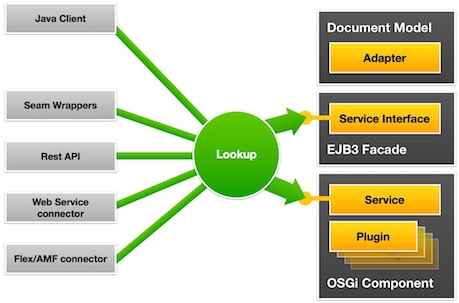 Java Client
Seam Wrappers
Rest API
Web Service
connector
Flex/AMF connector
Lookup
Document Model
Adapter
Service Interface
EJB3 Facade
Service
Plugin
OSGi Component